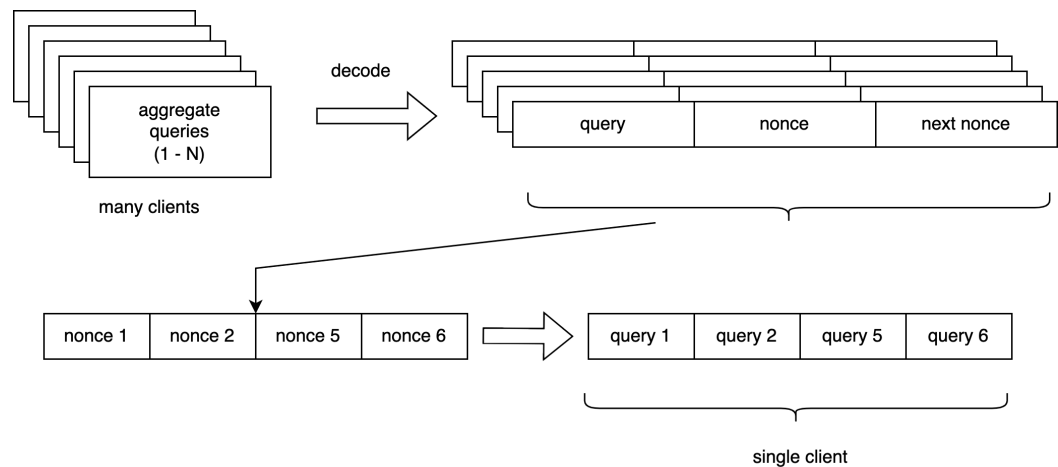 aggregate
queries
(1 - N)
many clients
decode
query nonce next nonce
nonce 1 nonce 2 nonce 5 nonce 6
query 1 query 2 query 5 query 6
single client